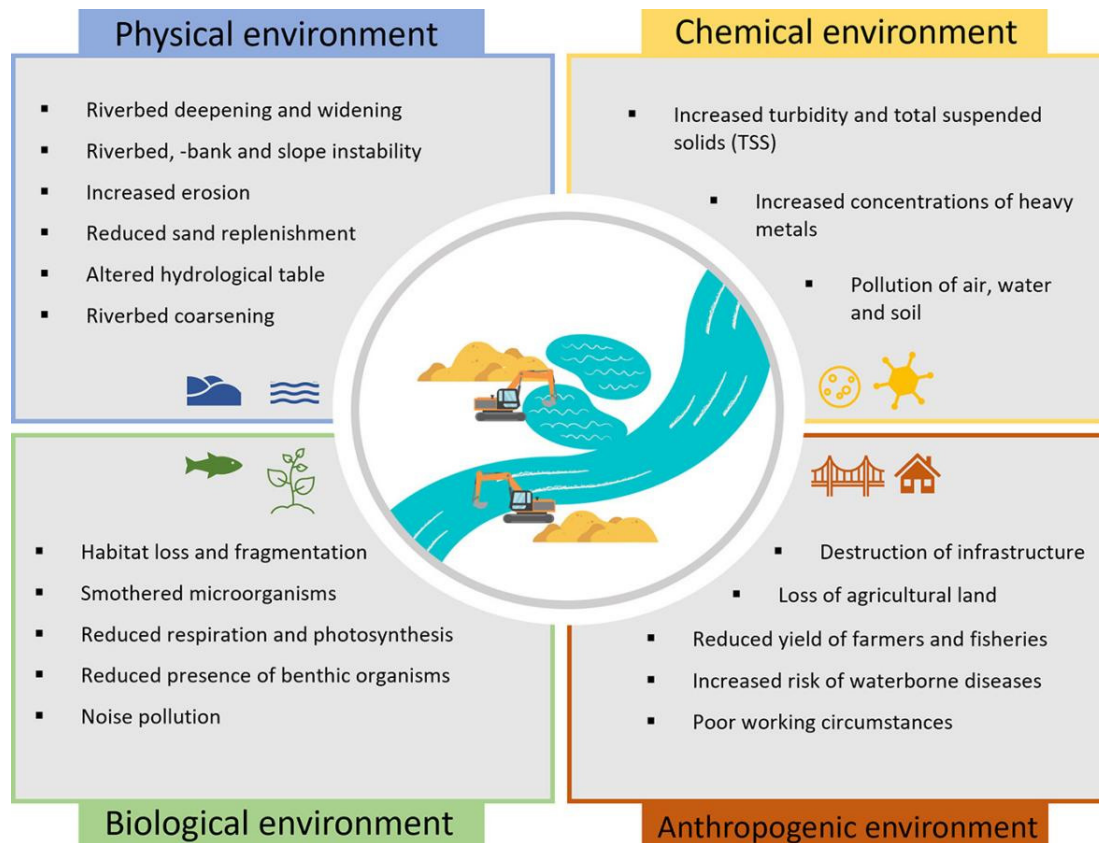 Physical environment
▪ Riverbed deepening and widening
▪ Riverbed, -bank and slope instability
▪ Increased erosion
▪ Reduced sand replenishment
▪ Altered hydrological table
▪ Riverbed coarsening
Chemical environment
▪ Increased turbidity and total suspended
solids (TSS)
▪ Increased concentrations of heavy
metals
▪ Pollution of air, water
and soil
▪ Habitat loss and fragmentation
▪ Smothered microorganisms
▪ Reduced respiration and photosynthesis
▪ Reduced presence of benthic organisms
▪ Noise pollution
Biological environment
▪ Destruction of infrastructure
▪ Loss of agricultural land
▪ Reduced yield of farmers and fisheries
▪ Increased risk of waterborne diseases
▪ Poor working circumstances
Anthropogenic environment